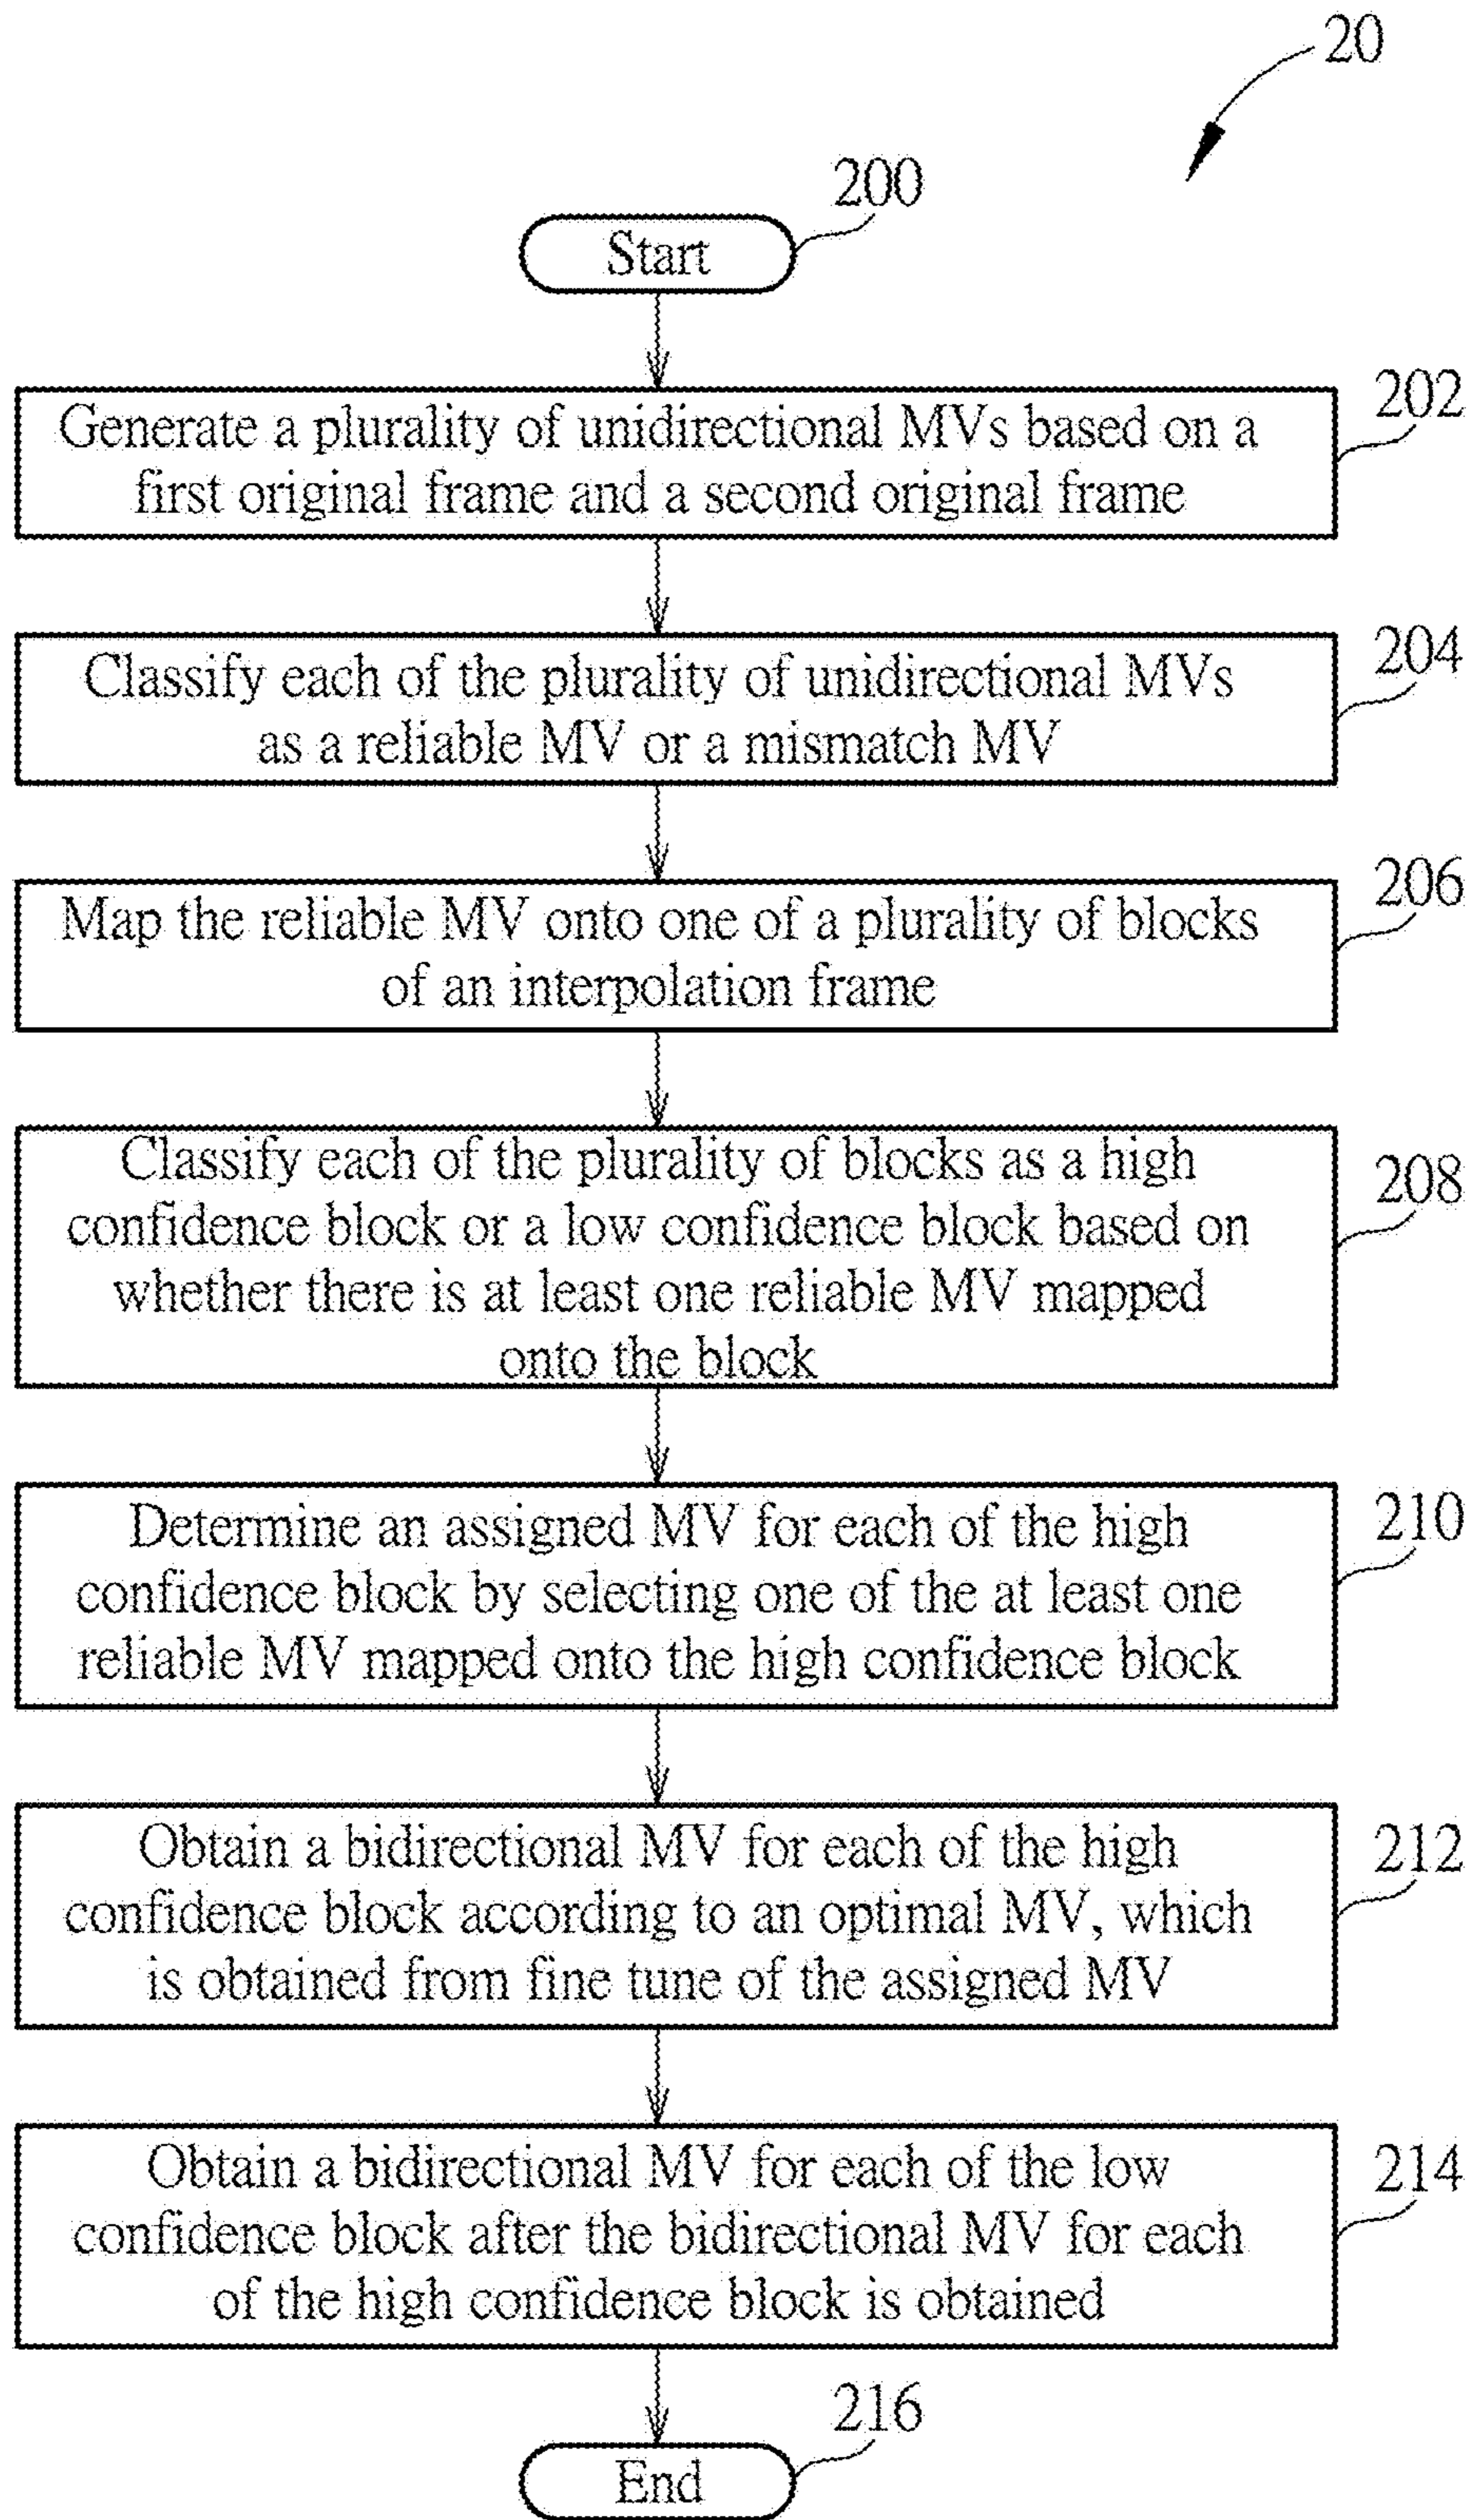 20
200
Start
202
Generate a plurality of unidirectional MVs based on a
first original frame and a second original frame
204
Classify each of the plurality of unidirectional MVs
as a reliable MV or a mismatch MV
206
Map the reliable MV onto one of a plurality of blocks
of an interpolation frame
208
Classify each of the plurality of blocks as a high
confidence block or a low confidence block based on
whether there is at least one reliable MV mapped
onto the block
210
Determine an assigned MV for each of the high
confidence block by selecting one of the at least one
reliable MV mapped onto the high confidence block
212
Obtain a bidirectional MV for each of the high
confidence block according to an optimal MV, which
is obtained from fine tune of the assigned MV
214
Obtain a bidirectional MV for each of the low
confidence block after the bidirectional MV for each
of the high confidence block is obtained
216
End